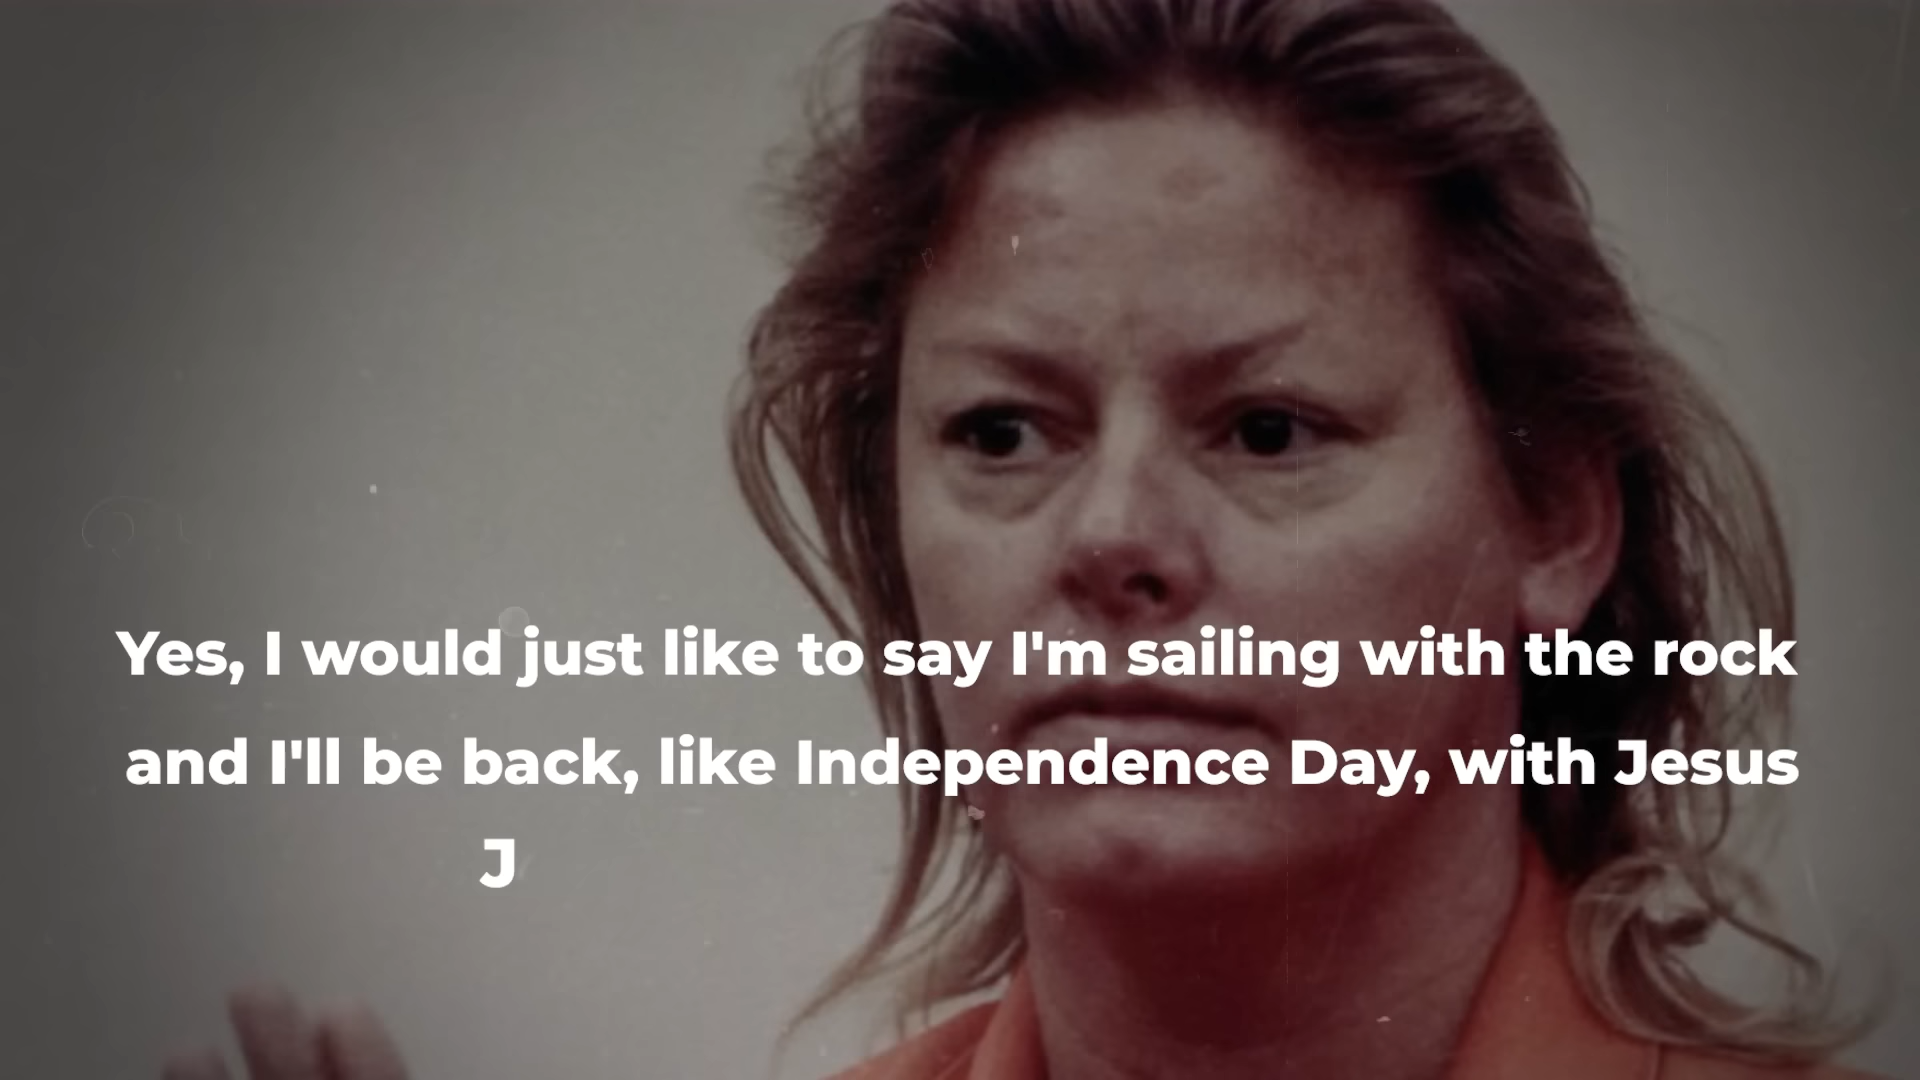 Yes, I would just like to say I'm sailing with the rock
and I'll be back, like Independence Day, with Jesus
J